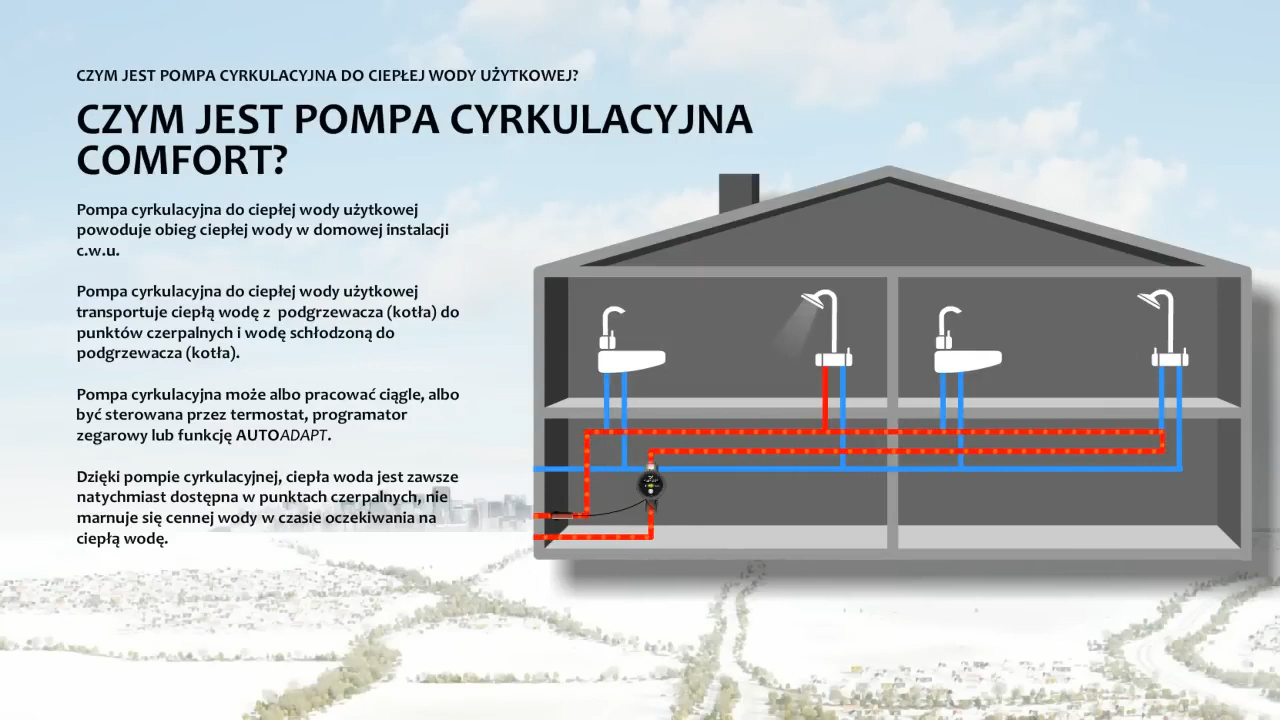 CZYM JEST POMPA CYRKULACYJNA DO CIEPŁEJ WODY UŻYTKOWEJ?
CZYM JEST POMPA CYRKULACYJNA
COMFORT?
Pompa cyrkulacyjna do ciepłej wody użytkowej
powoduje obieg ciepłej wody w domowej instalacji
c.w.u.
Pompa cyrkulacyjna do ciepłej wody użytkowej
transportuje ciepłą wodę z podgrzewacza (kotła) do
punktów czerpalnych i wodę schłodzoną do
podgrzewacza (kotła).
Pompa cyrkulacyjna może albo pracować ciągle, albo
być sterowana przez termostat, programator
zegarowy lub funkcję AUTOADAPT.
Dzięki pompie cyrkulacyjnej, ciepła woda jest zawsze
natychmiast dostępna w punktach czerpalnych, nie
marnuje się cennej wody w czasie oczekiwania na
ciepłą wodę.